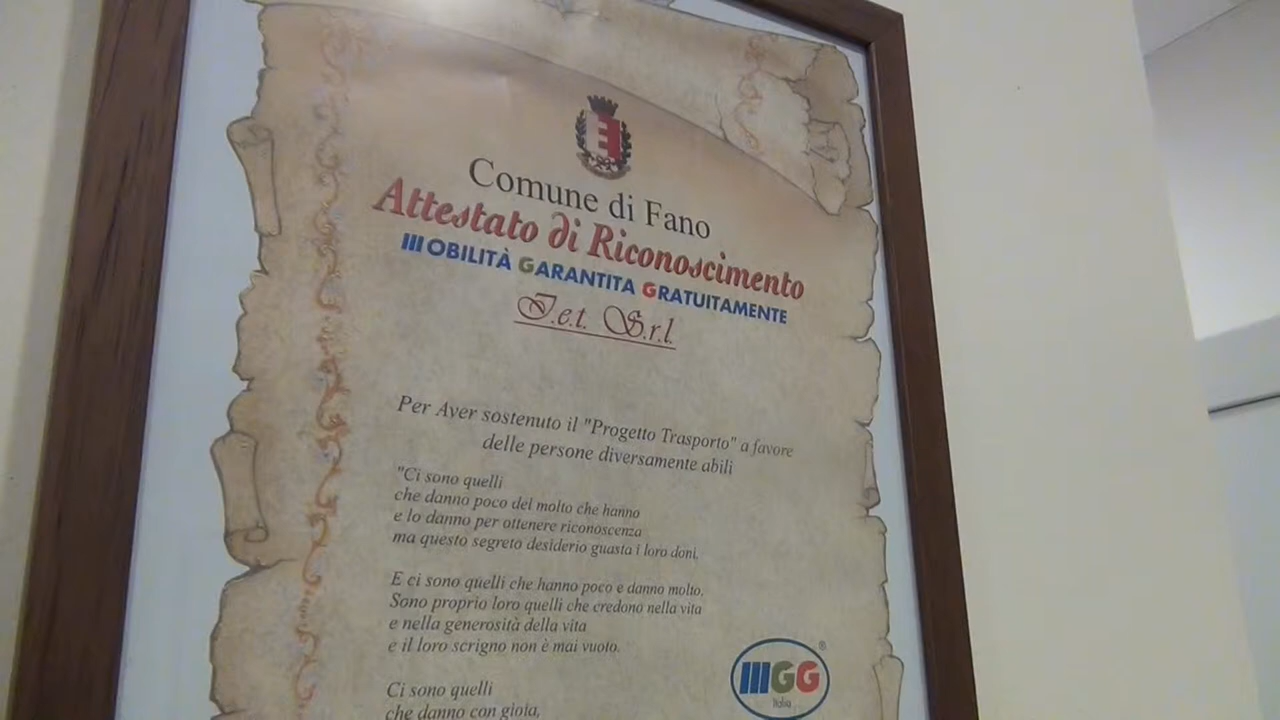 Comune di Fano
Attestato di Riconoscimento
MOBILITÀ GARANTITA GRATUITAMENTE
J.e.t. S.r.l.
Per Aver sostenuto il "Progetto Trasporto" a favore
delle persone diversamente abili
"Ci sono quelli
che danno poco del molto che hanno
e lo danno per ottenere riconoscenza
ma questo segreto desiderio guasta i loro doni.
E ci sono quelli che hanno poco e danno molto.
Sono proprio loro quelli che credono nella vita
e nella generosità della vita
e il loro scrigno non è mai vuoto.
Ci sono quelli
che danno con gioia,
MGG
®
Italia